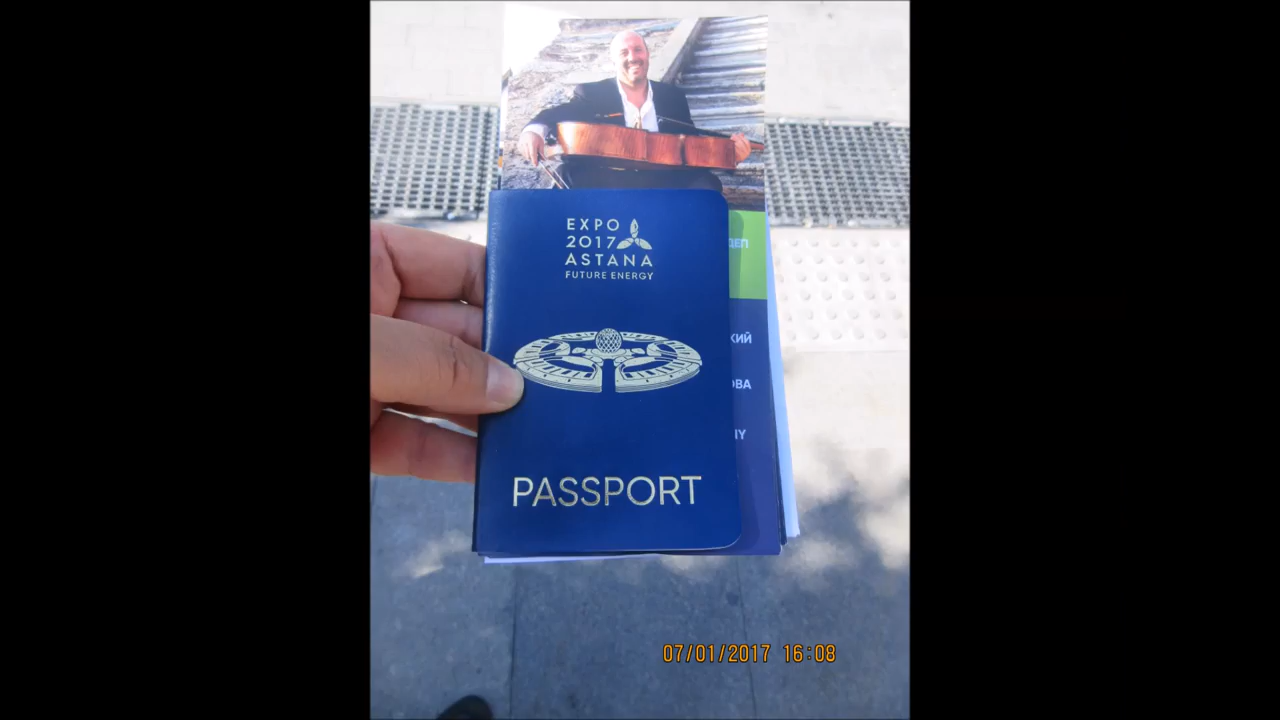 EXPO
2017
ASTANA
FUTURE ENERGY
PASSPORT
07/01/2017 16:08